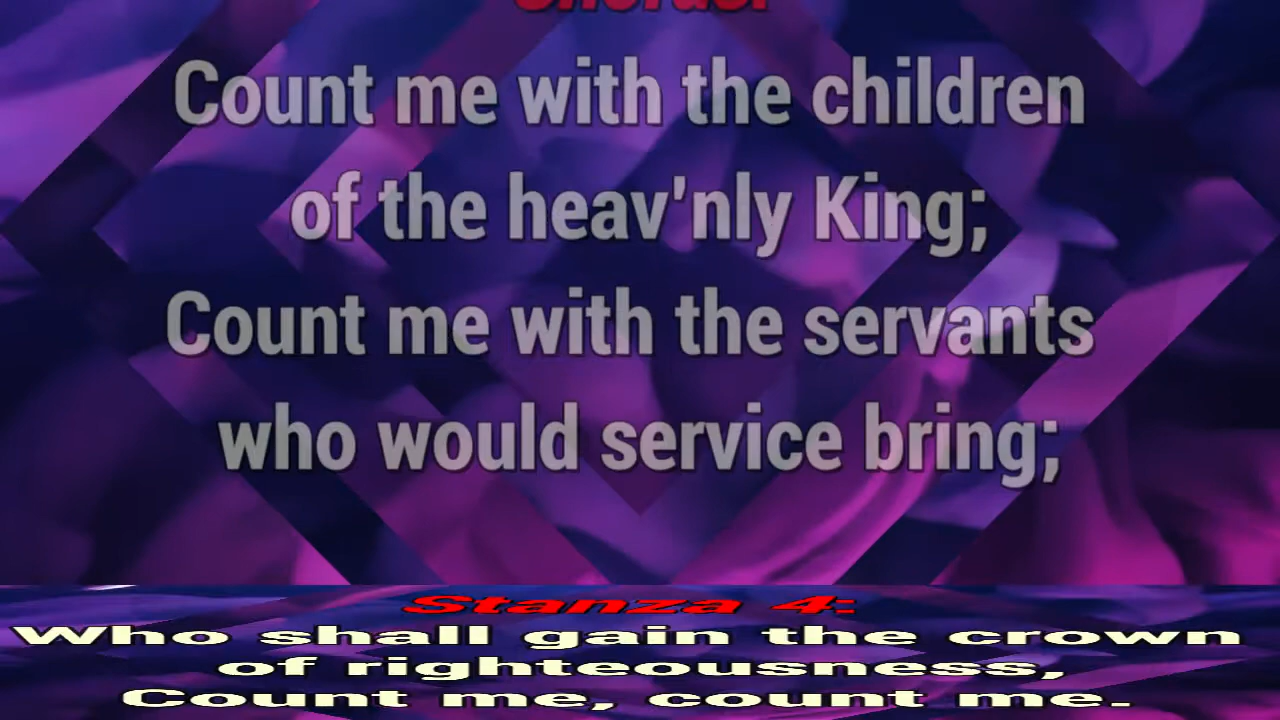 Chorus:
Count me with the children
of the heav'nly King;
Count me with the servants
who would service bring;
Stanza 4:
Who shall gain the crown
of righteousness,
Count me, count me.